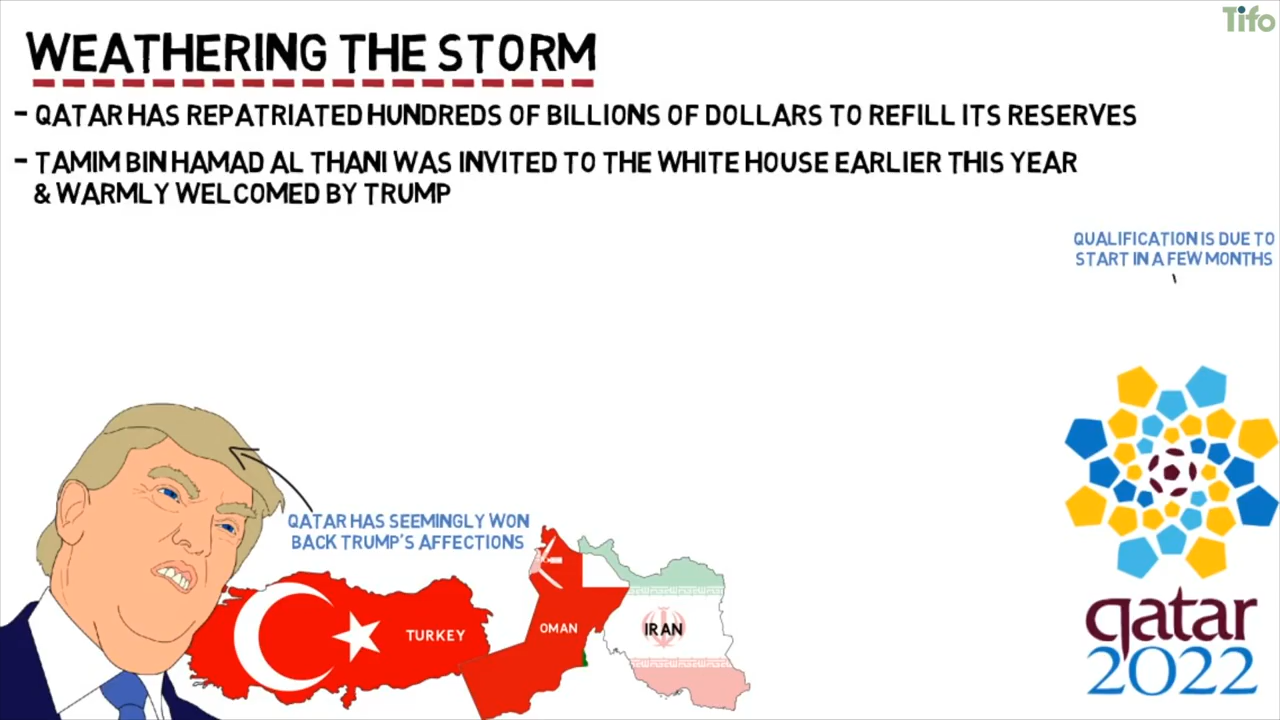 Tifo
WEATHERING THE STORM
- QATAR HAS REPATRIATED HUNDREDS OF BILLIONS OF DOLLARS TO REFILL ITS RESERVES
- TAMIM BIN HAMAD AL THANI WAS INVITED TO THE WHITE HOUSE EARLIER THIS YEAR
& WARMLY WELCOMED BY TRUMP
QUALIFICATION IS DUE TO
START IN A FEW MONTHS
QATAR HAS SEEMINGLY WON
BACK TRUMP'S AFFECTIONS
TURKEY
OMAN
IRAN
qatar
2022